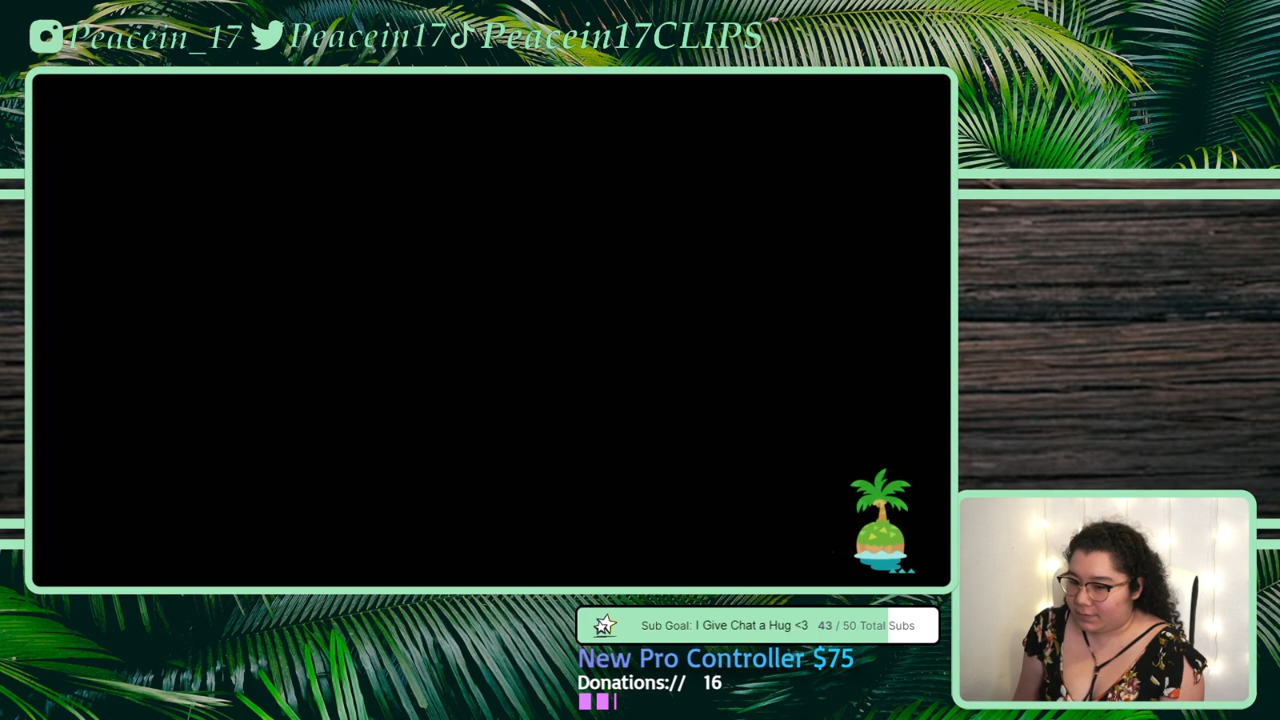 Peacein_17 Peacein17 Peacein17CLIPS
Sub Goal: I Give Chat a Hug <3 43 / 50 Total Subs
New Pro Controller $75
Donations:// 16